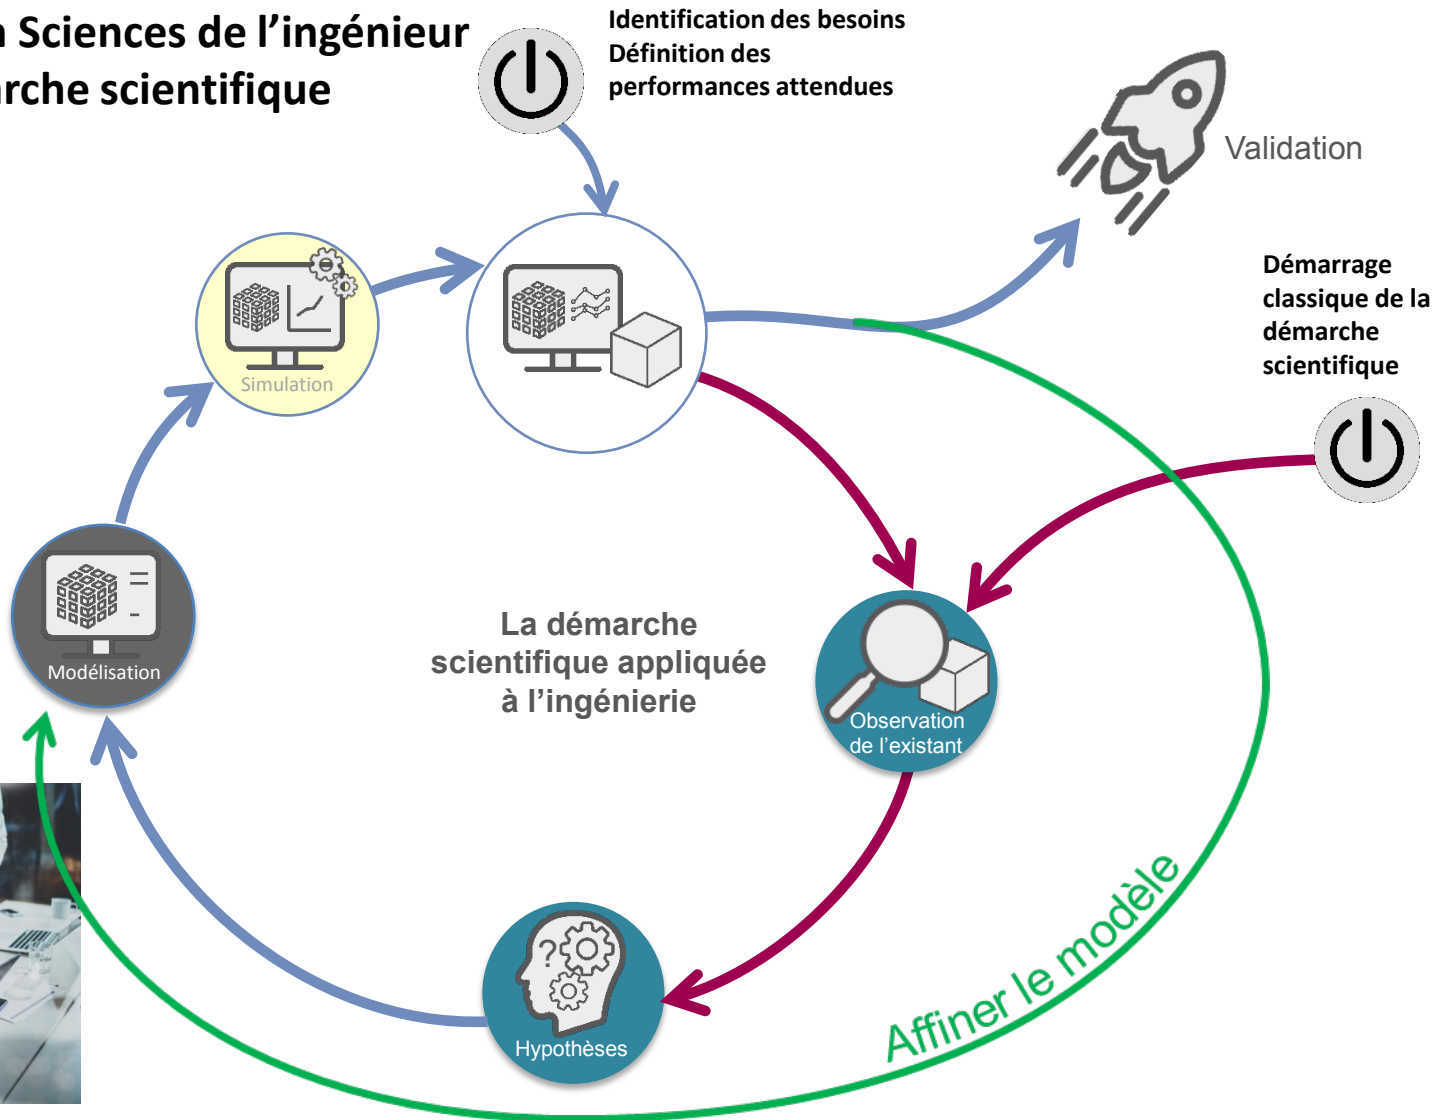 Sciences de l’ingénieur
scientifique
Identification des besoins
Définition des
performances attendues
Validation
Démarrage
classique de la
démarche
scientifique
Simulation
Modélisation
La démarche
scientifique appliquée
à l’ingénierie
Observation
de l’existant
?
Hypothèses
Affiner le modèle